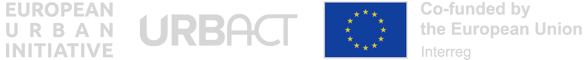 EUROPEAN
URBAN
INITIATIVE
URBACT
Co-funded by
the European Union
Interreg